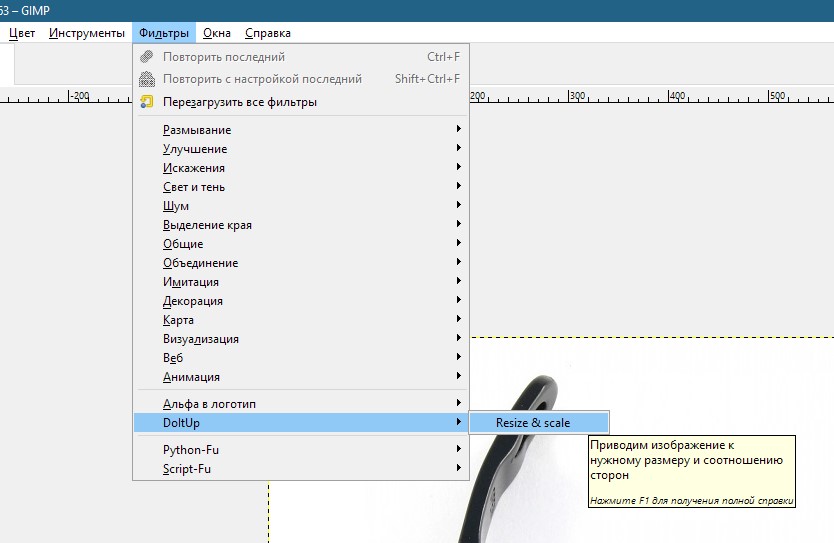 53 – GIMP
Цвет Инструменты Фильтры Окна Справка
Повторить последний Ctrl+F
Повторить с настройкой последний Shift+Ctrl+F
Перезагрузить все фильтры
-200 200 300 400 500
Размывание
Улучшение
Искажения
Свет и тень
Шум
Выделение края
Общие
Объединение
Имитация
Декорация
Карта
Визуализация
Веб
Анимация
Альфа в логотип
DoItUp Resize & scale
Приводим изображение к
нужному размеру и соотношению
сторон
Python-Fu
Script-Fu
Нажмите F1 для получения полной справки